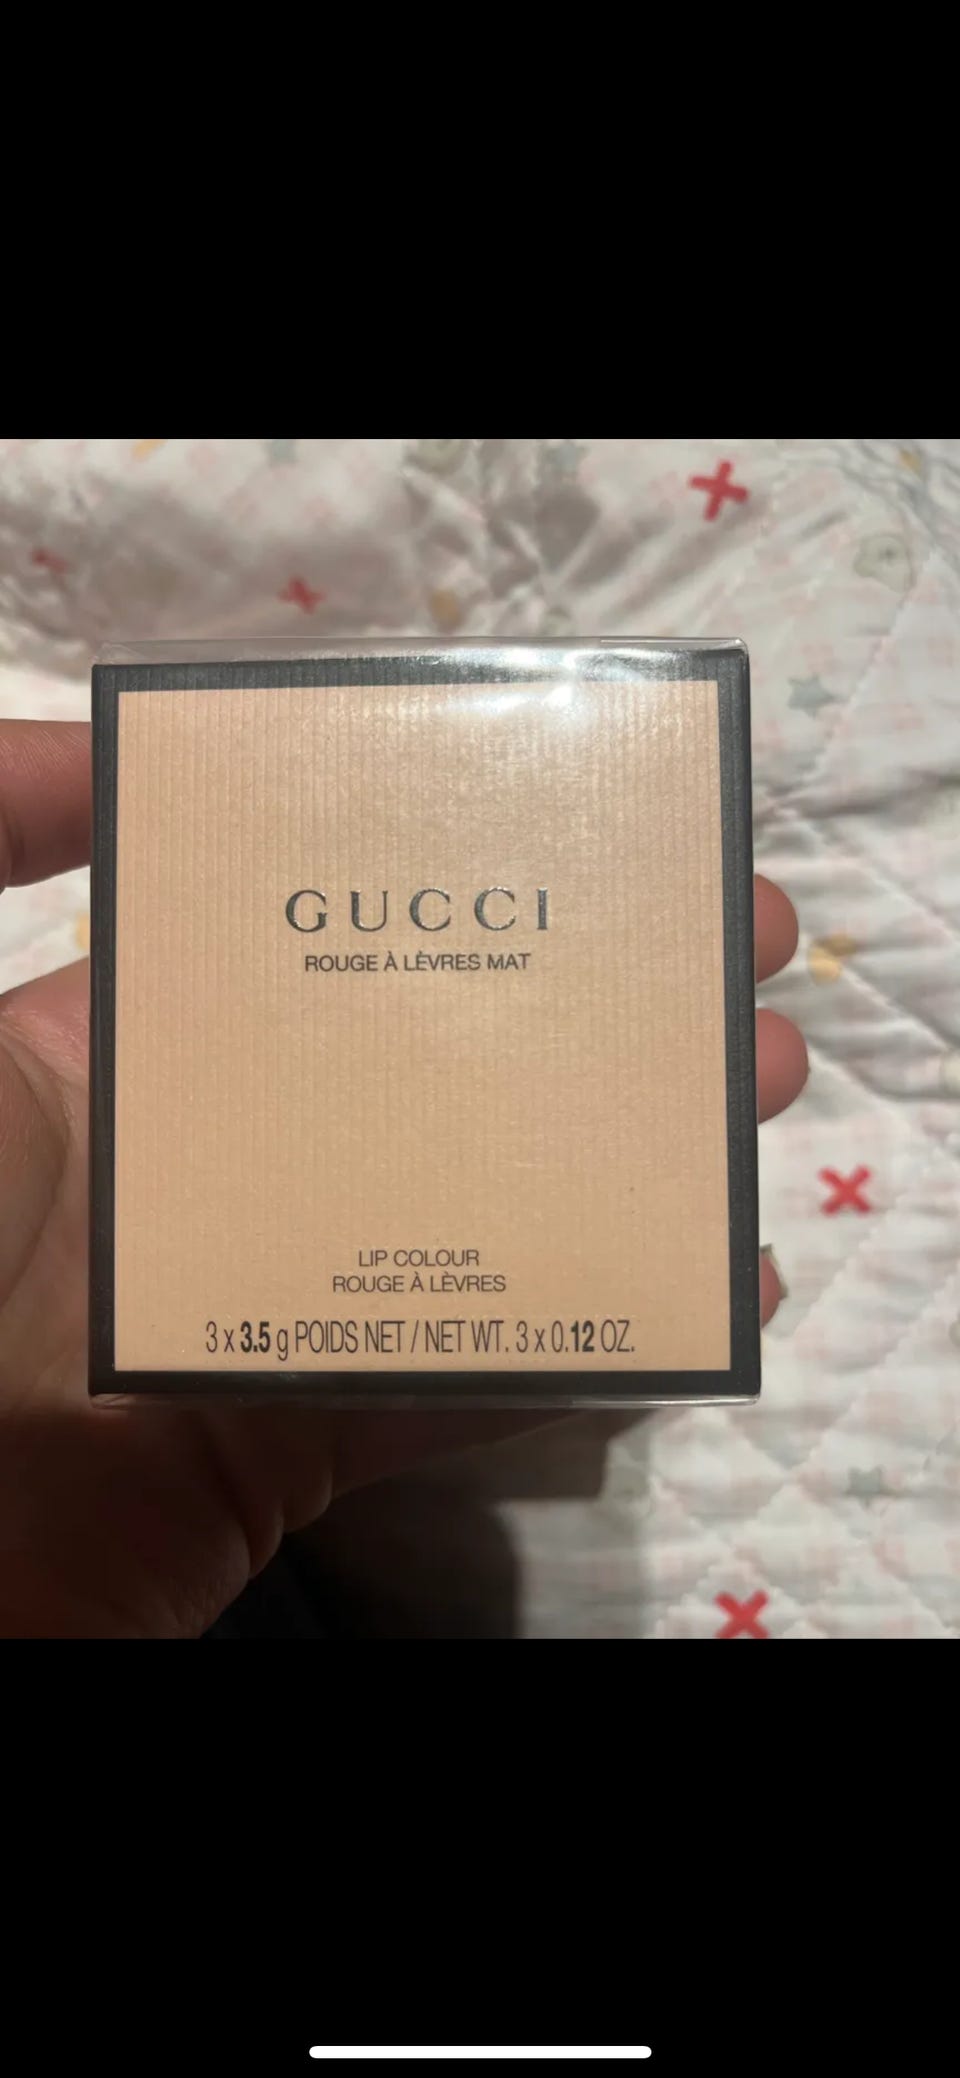 GUCCI
ROUGE À LÈVRES MAT
LIP COLOUR
ROUGE À LÈVRES
3 x 3.5 g POIDS NET / NET WT. 3 x 0.12 OZ.